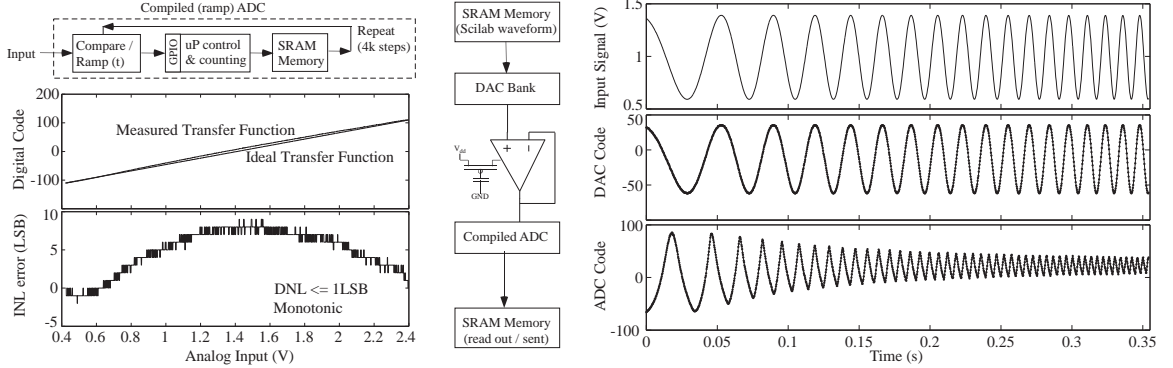 Compiled (ramp) ADC
Input
Compare /
Ramp (t)
GPIO
uP control
& counting
SRAM
Memory
Repeat
(4k steps)
Digital Code
200
100
0
-100
Measured Transfer Function
Ideal Transfer Function
INL error (LSB)
10
5
0
-5
DNL <= 1LSB
Monotonic
0.4 0.6 0.8 1 1.2 1.4 1.6 1.8 2 2.2 2.4
Analog Input (V)
SRAM Memory
(Scilab waveform)
DAC Bank
Vdd
+ -
GND
Compiled ADC
SRAM Memory
(read out / sent)
Input Signal (V)
1.5
1
0.5
DAC Code
50
0
-50
ADC Code
100
0
-100
0 0.05 0.1 0.15 0.2 0.25 0.3 0.35
Time (s)